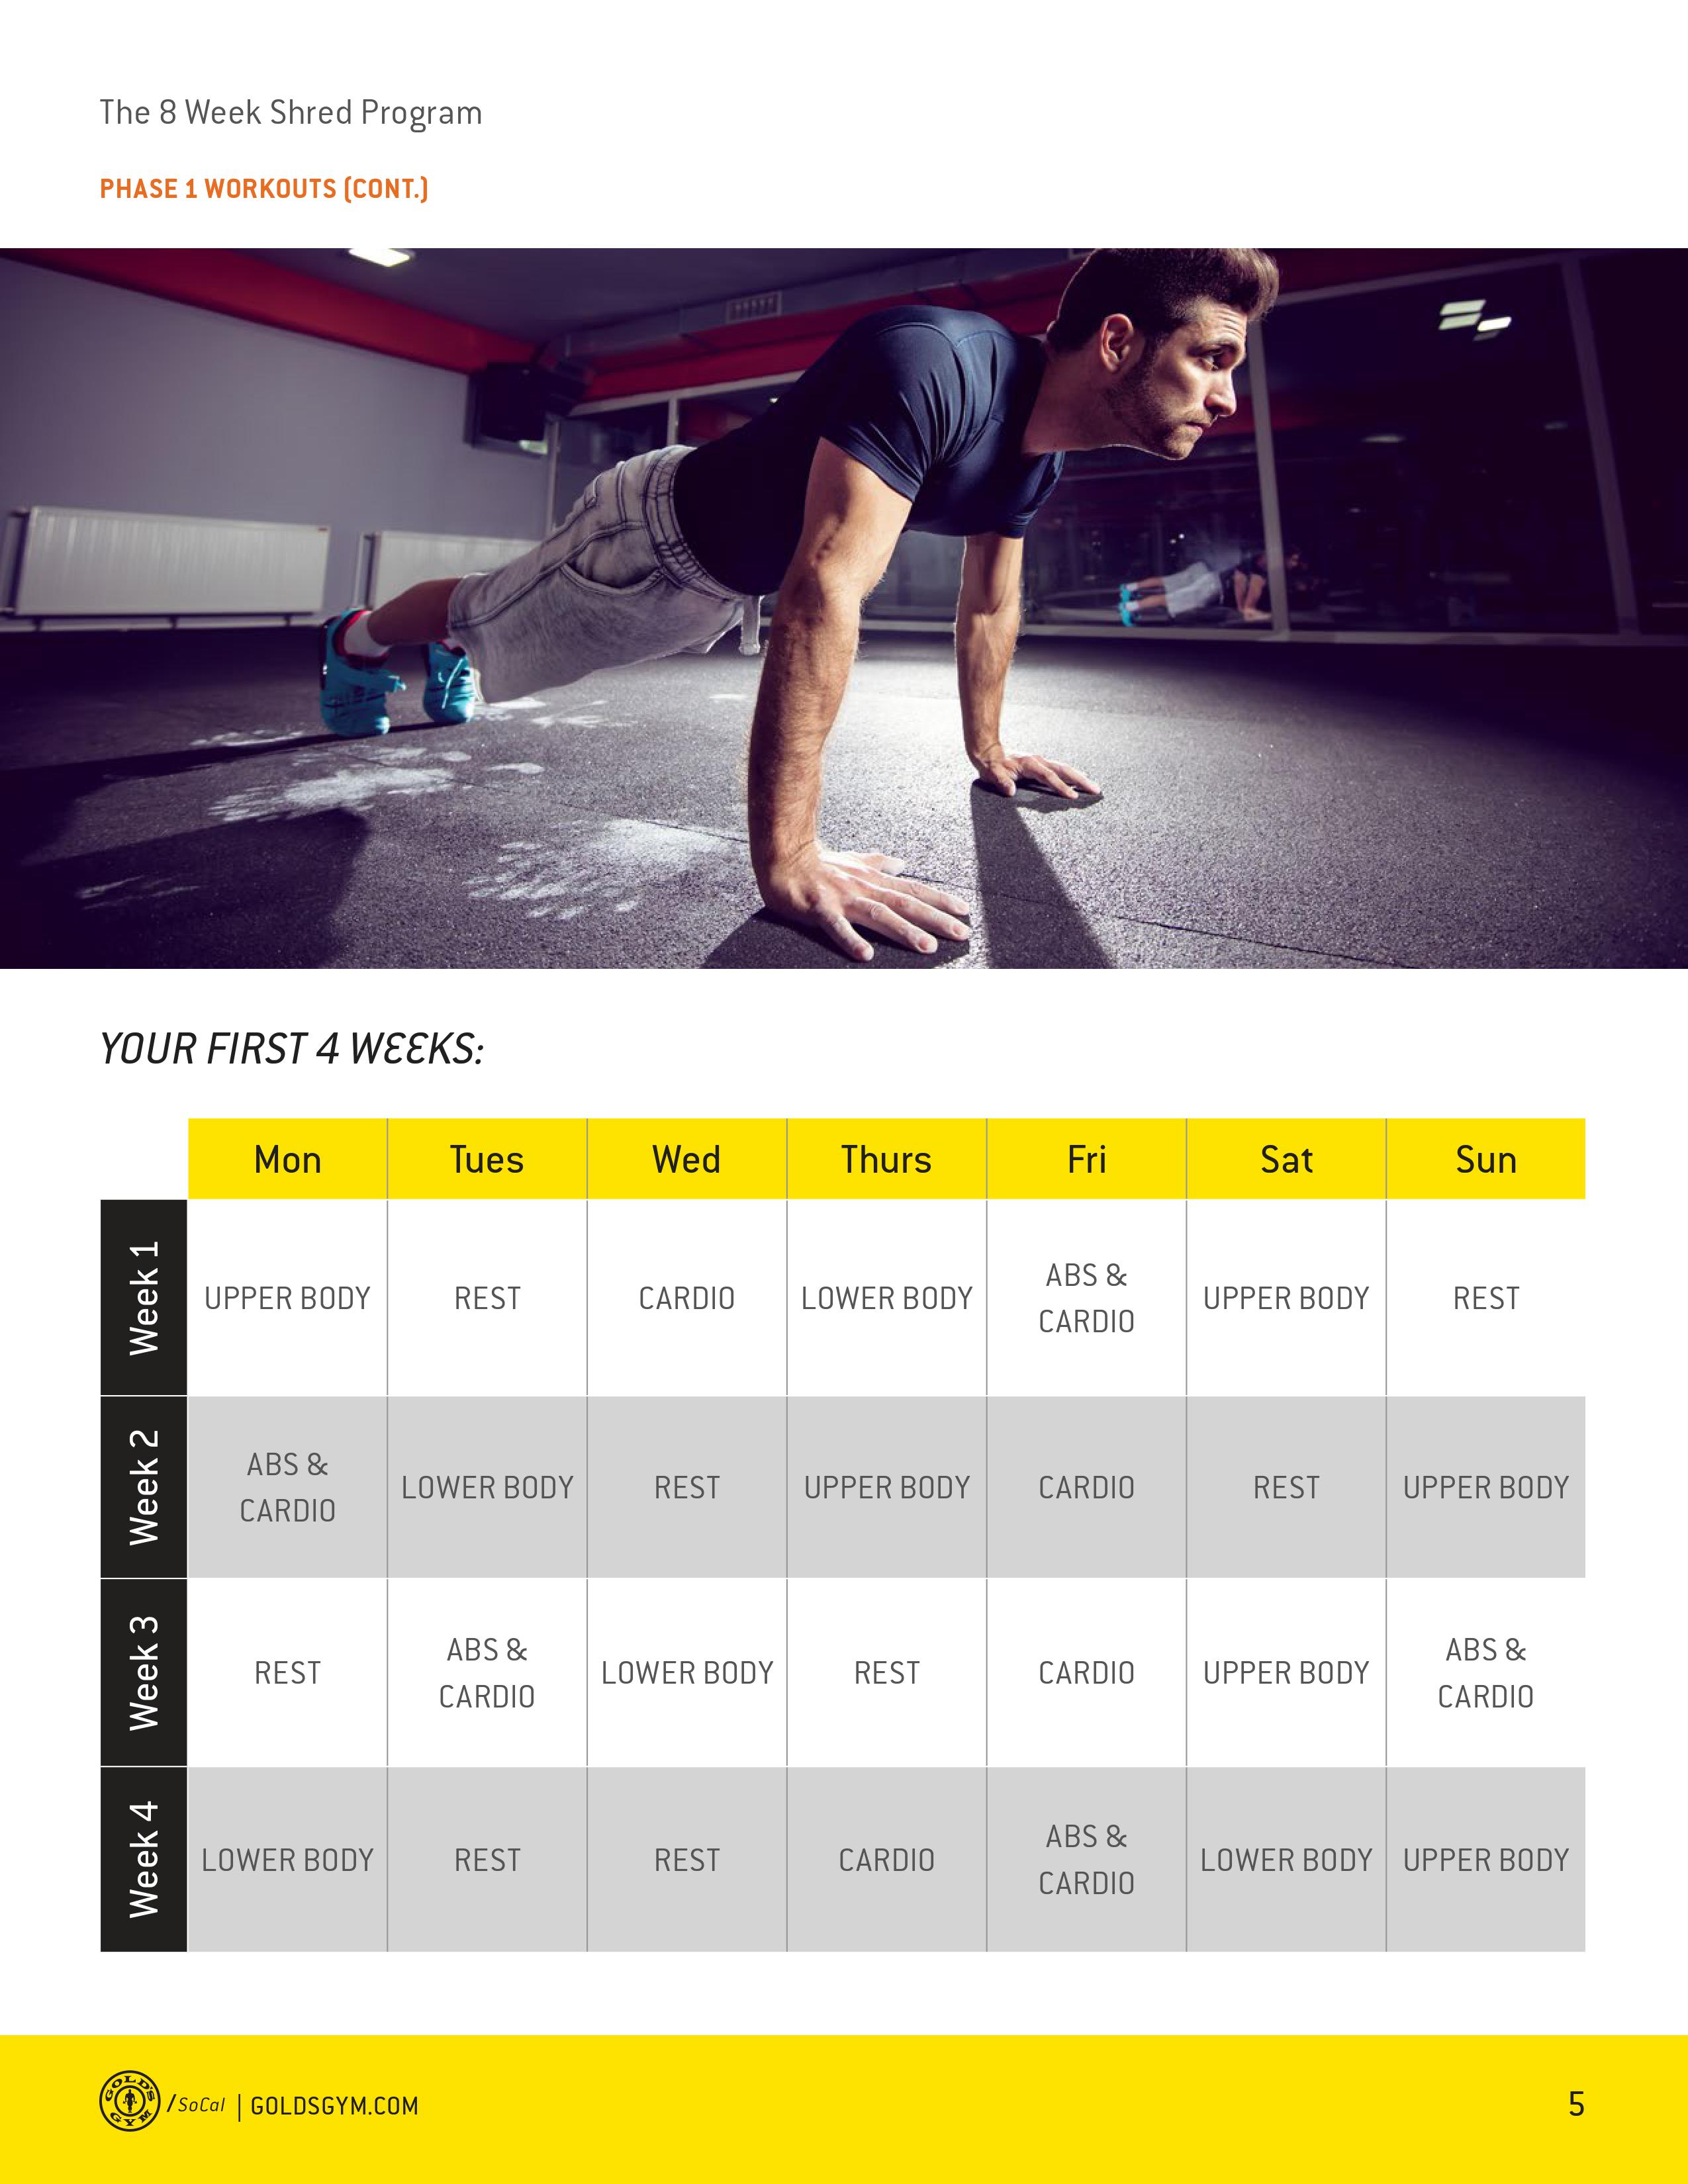 The 8 Week Shred Program
PHASE 1 WORKOUTS (CONT.)
YOUR FIRST 4 WEEKS:
Mon Tues Wed Thurs Fri Sat Sun
Week 1
UPPER BODY REST CARDIO LOWER BODY ABS & CARDIO UPPER BODY REST
Week 2
ABS & CARDIO LOWER BODY REST UPPER BODY CARDIO REST UPPER BODY
Week 3
REST ABS & CARDIO LOWER BODY REST CARDIO UPPER BODY ABS & CARDIO
Week 4
LOWER BODY REST REST CARDIO ABS & CARDIO LOWER BODY UPPER BODY
GOLD'S GYM /SoCal | GOLDSGYM.COM
5